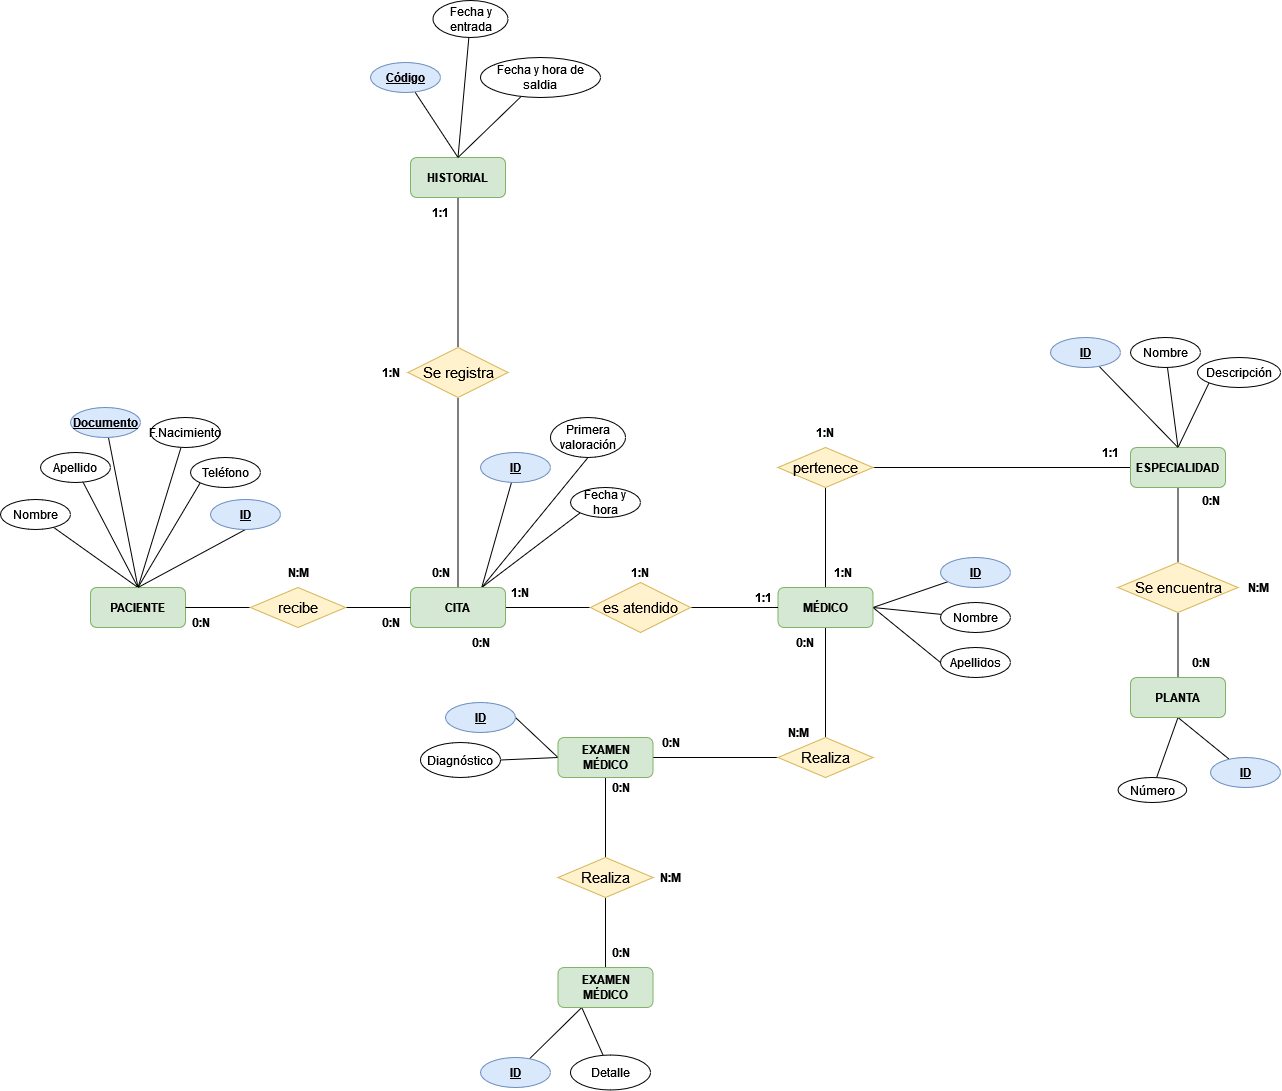 Fecha y
entrada
Código
Fecha y hora de
saldia
HISTORIAL
1:1
1:N
Se registra
ID
Nombre
Descripción
Documento
F.Nacimiento
Primera
valoración
Apellido
Teléfono
ID
1:N
pertenece
1:1
ESPECIALIDAD
Nombre
ID
Fecha y
hora
0:N
N:M
0:N
1:N
1:N
ID
Se encuentra
N:M
PACIENTE
recibe
CITA
1:N
es atendido
1:1
MÉDICO
Nombre
0:N
0:N
0:N
0:N
Apellidos
0:N
PLANTA
ID
Diagnóstico
EXAMEN
MÉDICO
0:N
N:M
Realiza
Número
ID
0:N
Realiza
N:M
0:N
EXAMEN
MÉDICO
ID
Detalle